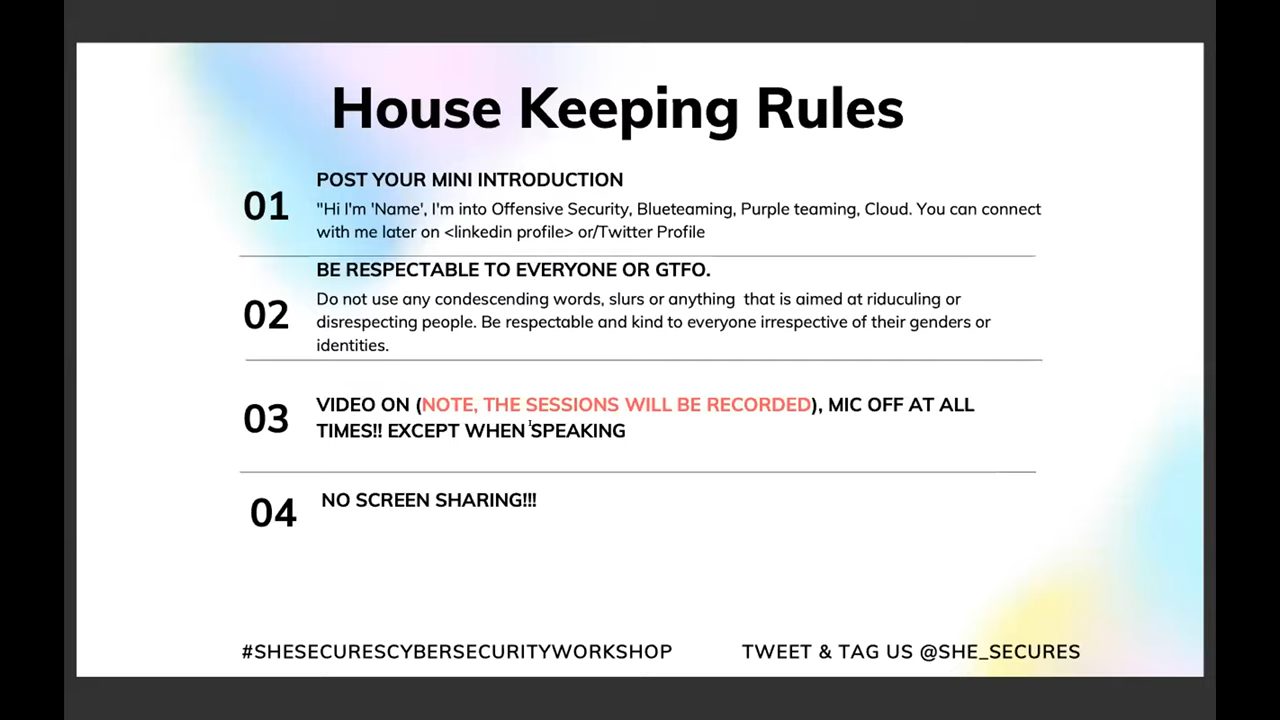 House Keeping Rules
01
POST YOUR MINI INTRODUCTION
"Hi I'm 'Name', I'm into Offensive Security, Blueteaming, Purple teaming, Cloud. You can connect
with me later on <linkedin profile> or/Twitter Profile
02
BE RESPECTABLE TO EVERYONE OR GTFO.
Do not use any condescending words, slurs or anything  that is aimed at riduculing or
disrespecting people. Be respectable and kind to everyone irrespective of their genders or
identities.
03
VIDEO ON (NOTE, THE SESSIONS WILL BE RECORDED), MIC OFF AT ALL
TIMES!! EXCEPT WHEN SPEAKING
04
NO SCREEN SHARING!!!
#SHESECURESCYBERSECURITYWORKSHOP
TWEET & TAG US @SHE_SECURES